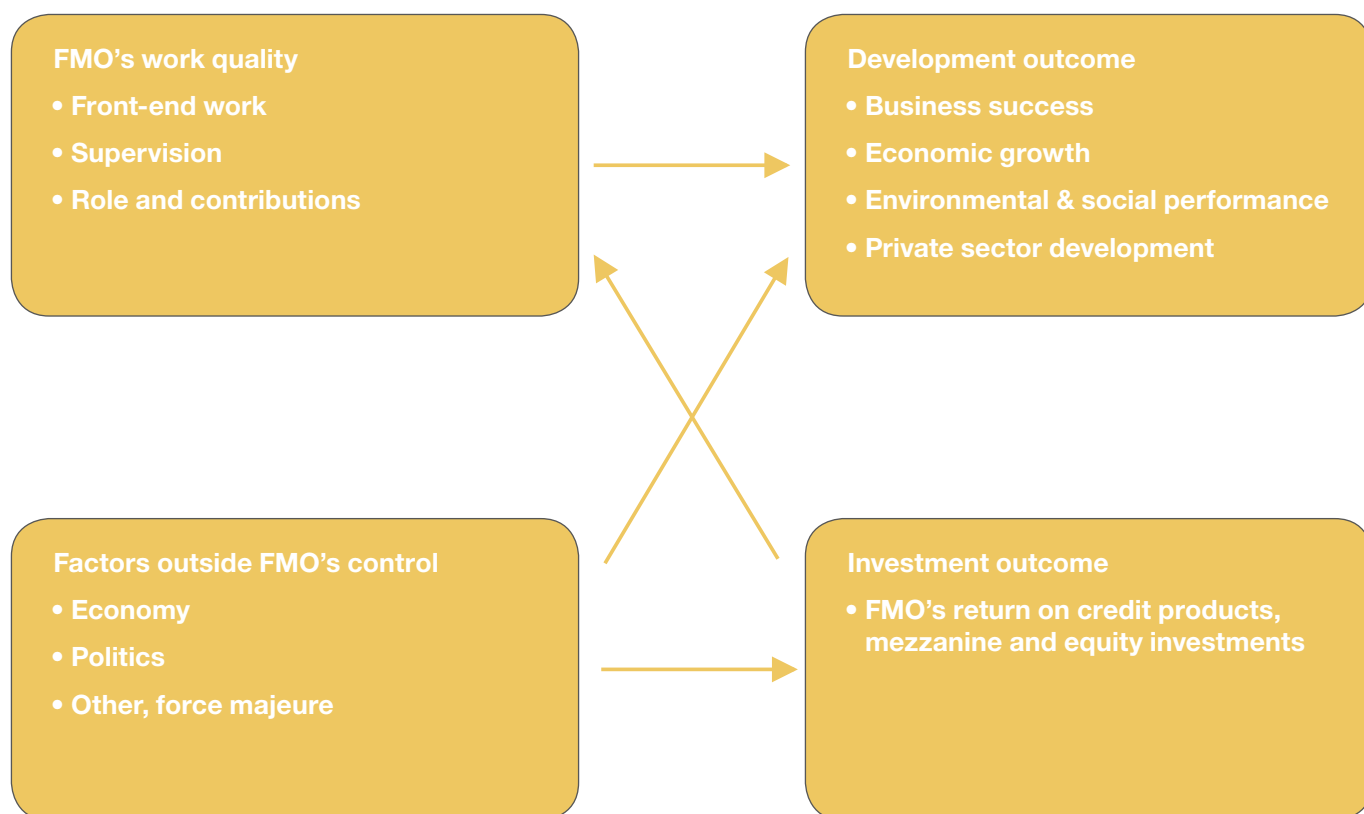 FMO’s work quality
• Front-end work
• Supervision
• Role and contributions
Development outcome
• Business success
• Economic growth
• Environmental & social performance
• Private sector development
Factors outside FMO’s control
• Economy
• Politics
• Other, force majeure
Investment outcome
• FMO’s return on credit products,
mezzanine and equity investments